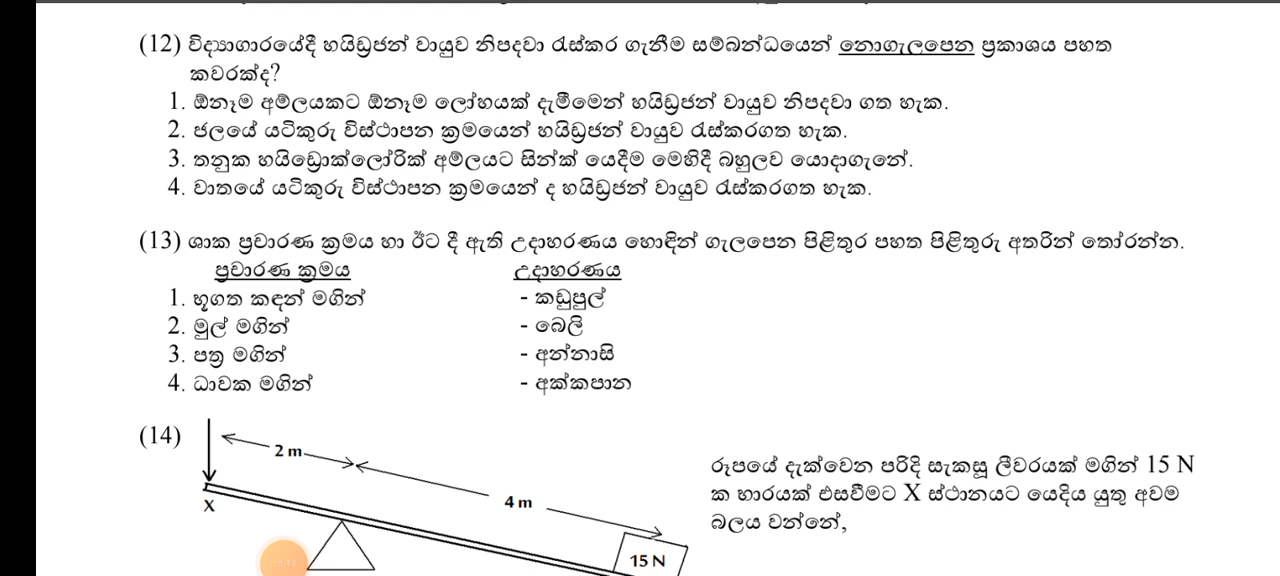 (12) විද්‍යාගාරයේදී හයිඩ්‍රජන් වායුව නිපදවා රැස්කර ගැනීම සම්බන්ධයෙන් නොගැලපෙන ප්‍රකාශය පහත
කවරක්ද?
1. ඕනෑම අම්ලයකට ඕනෑම ලෝහයක් දැමීමෙන් හයිඩ්‍රජන් වායුව නිපදවා ගත හැක.
2. ජලයේ යටිකුරු විස්ථාපන ක්‍රමයෙන් හයිඩ්‍රජන් වායුව රැස්කරගත හැක.
3. තනුක හයිඩ්‍රොක්ලෝරික් අම්ලයට සින්ක් යෙදීම මෙහිදී බහුලව යොදාගැනේ.
4. වාතයේ යටිකුරු විස්ථාපන ක්‍රමයෙන් ද හයිඩ්‍රජන් වායුව රැස්කරගත හැක.
(13) ශාක ප්‍රචාරණ ක්‍රමය හා ඊට දී ඇති උදාහරණය හොඳින් ගැලපෙන පිළිතුර පහත පිළිතුරු අතරින් තෝරන්න.
ප්‍රචාරණ ක්‍රමය උදාහරණය
1. භූගත කඳන් මගින් - කඩුපුල්
2. මුල් මගින් - බෙලි
3. පත්‍ර මගින් - අන්නාසි
4. ධාවක මගින් - අක්කපාන
(14)
2 m
4 m
X
15 N
රූපයේ දැක්වෙන පරිදි සැකසූ ලීවරයක් මගින් 15 N
ක භාරයක් එසවීමට X ස්ථානයට යෙදිය යුතු අවම
බලය වන්නේ,